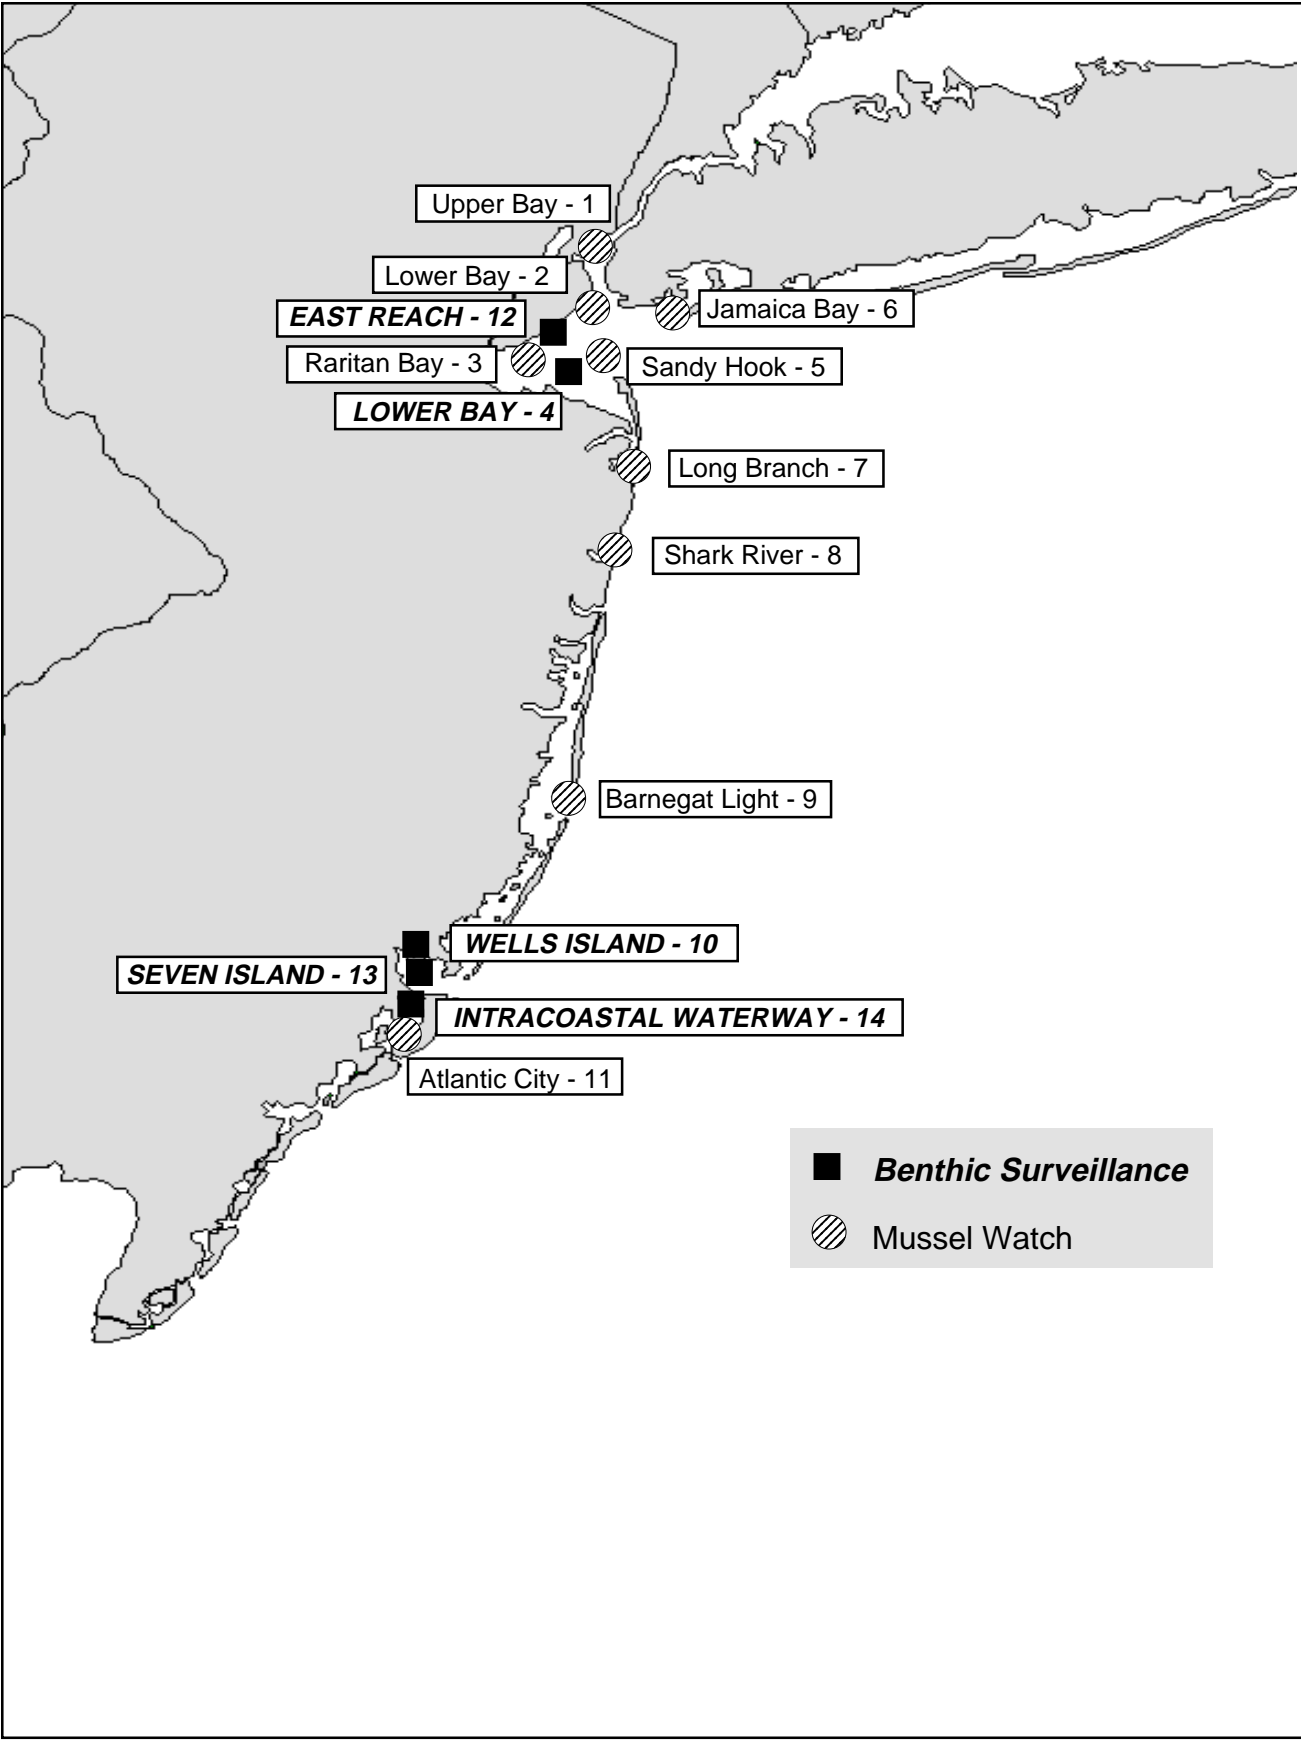 Upper Bay - 1
Lower Bay - 2
EAST REACH - 12
Jamaica Bay - 6
Raritan Bay - 3
Sandy Hook - 5
LOWER BAY - 4
Long Branch - 7
Shark River - 8
Barnegat Light - 9
WELLS ISLAND - 10
SEVEN ISLAND - 13
INTRACOASTAL WATERWAY - 14
Atlantic City - 11
Benthic Surveillance
Mussel Watch